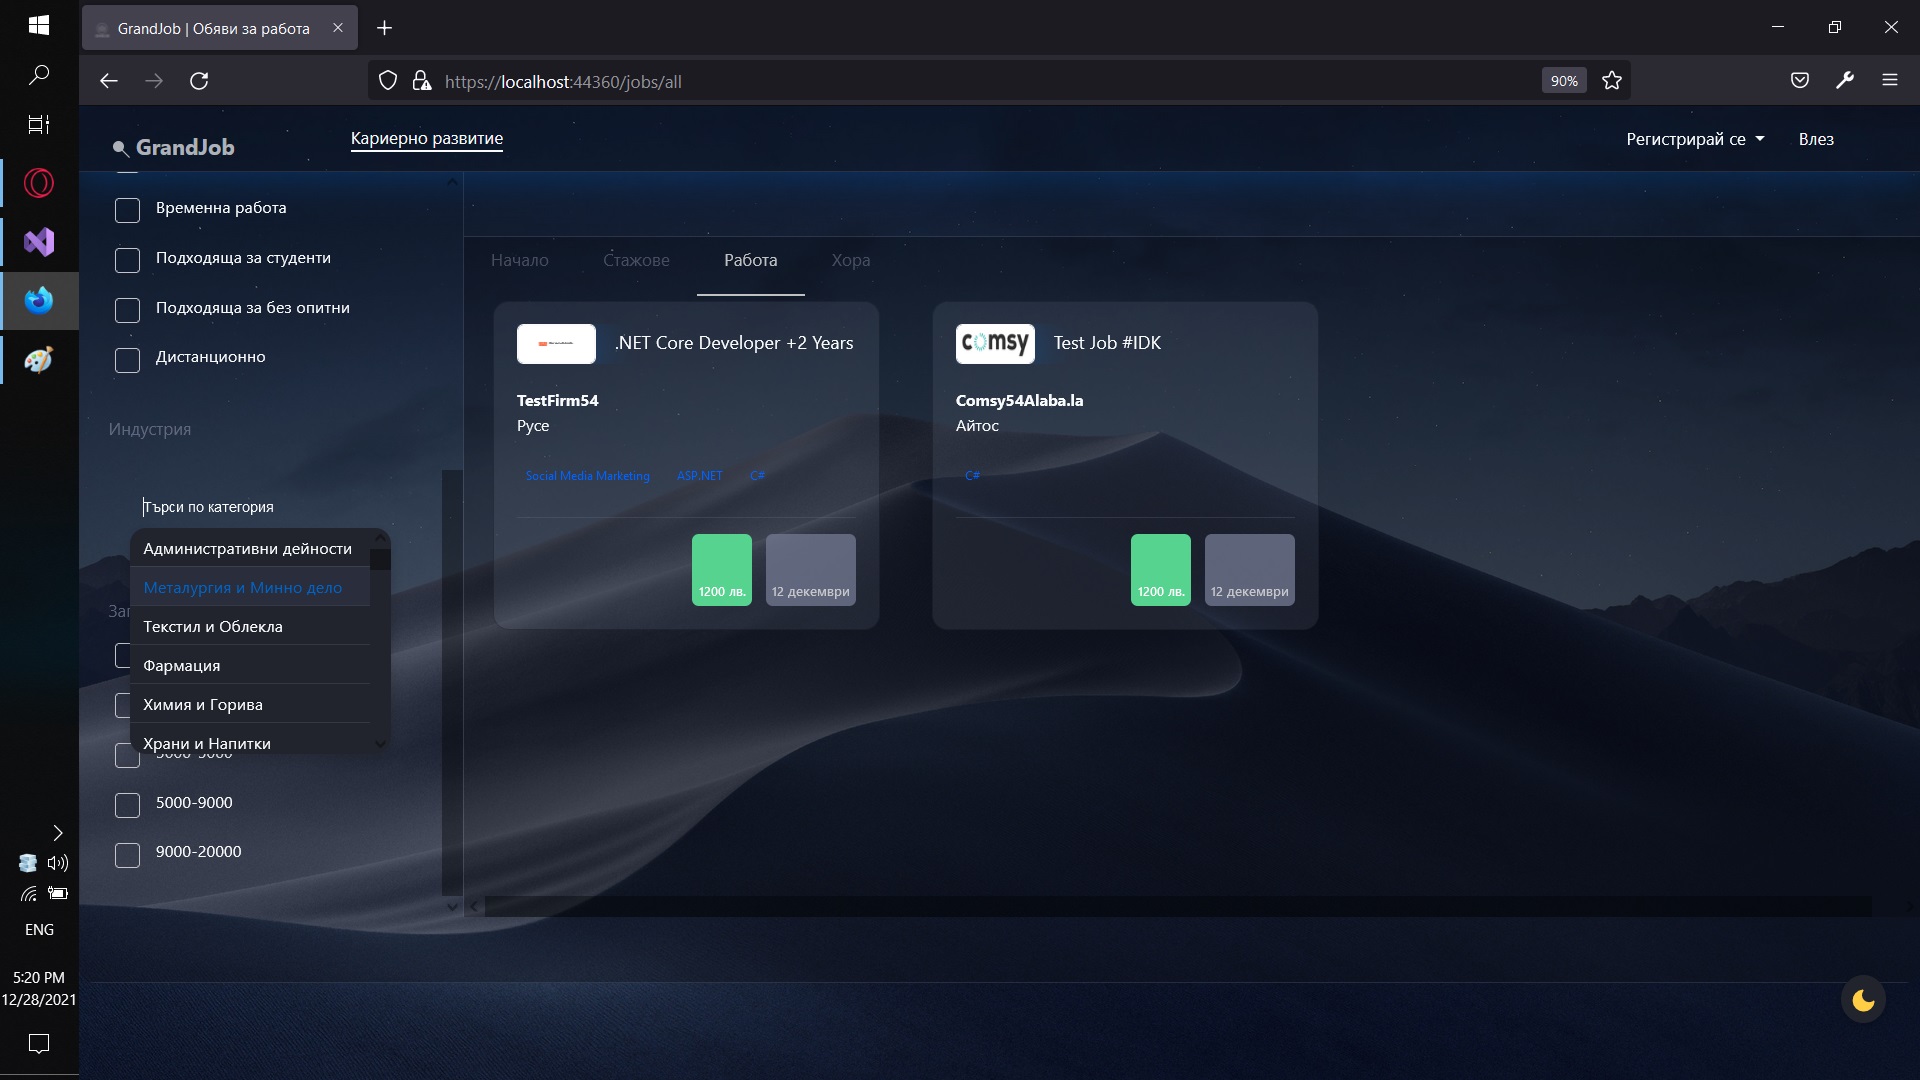 GrandJob | Обяви за работа
https://localhost:44360/jobs/all
90%
GrandJob
Кариерно развитие
Регистрирай се
Влез
Временна работа
Подходяща за студенти
Подходяща за без опитни
Дистанционно
Индустрия
Търси по категория
Административни дейности
Металургия и Минно дело
Текстил и Облекла
Фармация
Химия и Горива
Храни и Напитки
5000-9000
9000-20000
Начало
Стажове
Работа
Хора
.NET Core Developer +2 Years
TestFirm54
Русе
Social Media Marketing
ASP.NET
C#
1200 лв.
12 декември
comsy
Test Job #IDK
Comsy54Alaba.la
Айтос
C#
1200 лв.
12 декември
ENG
5:20 PM
12/28/2021